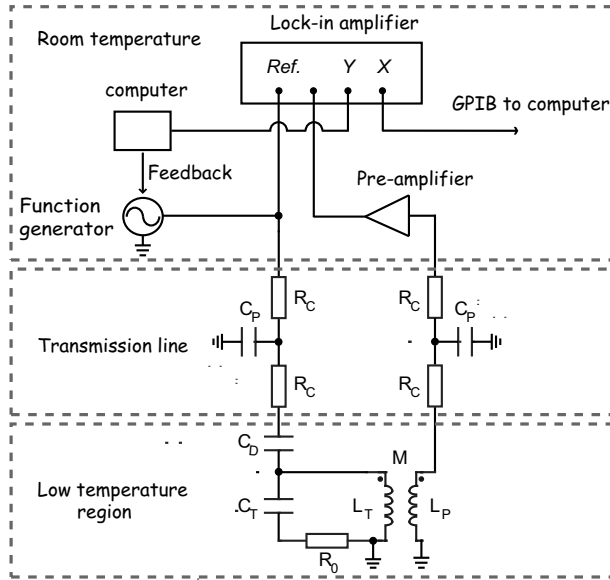 Lock-in amplifier
Room temperature
Ref.
Y
X
computer
GPIB to computer
Feedback
Pre-amplifier
Function
generator
R_C
R_C
C_P
C_P
Transmission line
R_C
R_C
C_D
M
Low temperature
region
C_T
L_T
L_P
R_0